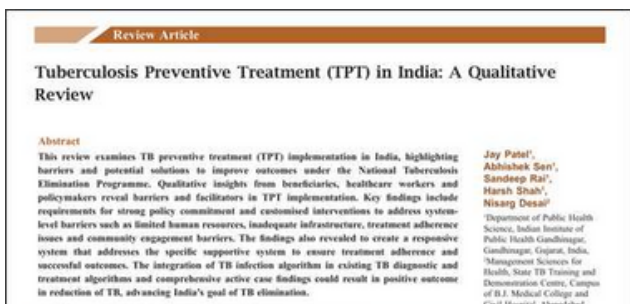 Review Article
Tuberculosis Preventive Treatment (TPT) in India: A Qualitative
Review
Abstract
This review examines TB preventive treatment (TPT) implementation in India, highlighting
barriers and potential solutions to improve outcomes under the National Tuberculosis
Elimination Programme. Qualitative insights from beneficiaries, healthcare workers and
policymakers reveal barriers and facilitators in TPT implementation. Key findings include
requirements for strong policy commitment and customised interventions to address system-
level barriers such as limited human resources, inadequate infrastructure, treatment adherence
issues and community engagement barriers. The findings also revealed to create a responsive
system that addresses the specific supportive system to ensure treatment adherence and
successful outcomes. The integration of TB infection algorithm in existing TB diagnostic and
treatment algorithms and comprehensive active case findings could result in positive outcome
in reduction of TB, advancing India's goal of TB elimination.
Jay Patel¹,
Abhishek Sen¹,
Sandeep Rai¹,
Harsh Shah¹,
Nisarg Desai²
¹Department of Public Health
Science, Indian Institute of
Public Health Gandhinagar,
Gandhinagar, Gujarat, India,
²Management Sciences for
Health, State TB Training and
Demonstration Centre, Campus
of B.J. Medical College and
Civil Hospital, Ahmedabad,